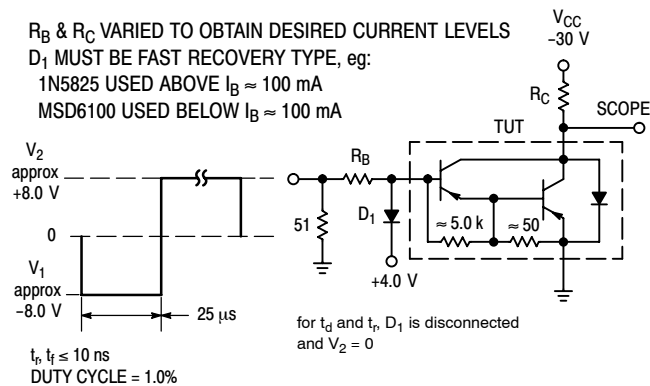 R_B & R_C VARIED TO OBTAIN DESIRED CURRENT LEVELS
D_1 MUST BE FAST RECOVERY TYPE, eg:
1N5825 USED ABOVE I_B ≈ 100 mA
MSD6100 USED BELOW I_B ≈ 100 mA
V_CC
-30 V
R_C
SCOPE
TUT
V_2
approx
+8.0 V
0
V_1
approx
-8.0 V
25 μs
t_r, t_f ≤ 10 ns
DUTY CYCLE = 1.0%
51
R_B
D_1
+4.0 V
≈ 5.0 k
≈ 50
for t_d and t_r, D_1 is disconnected
and V_2 = 0